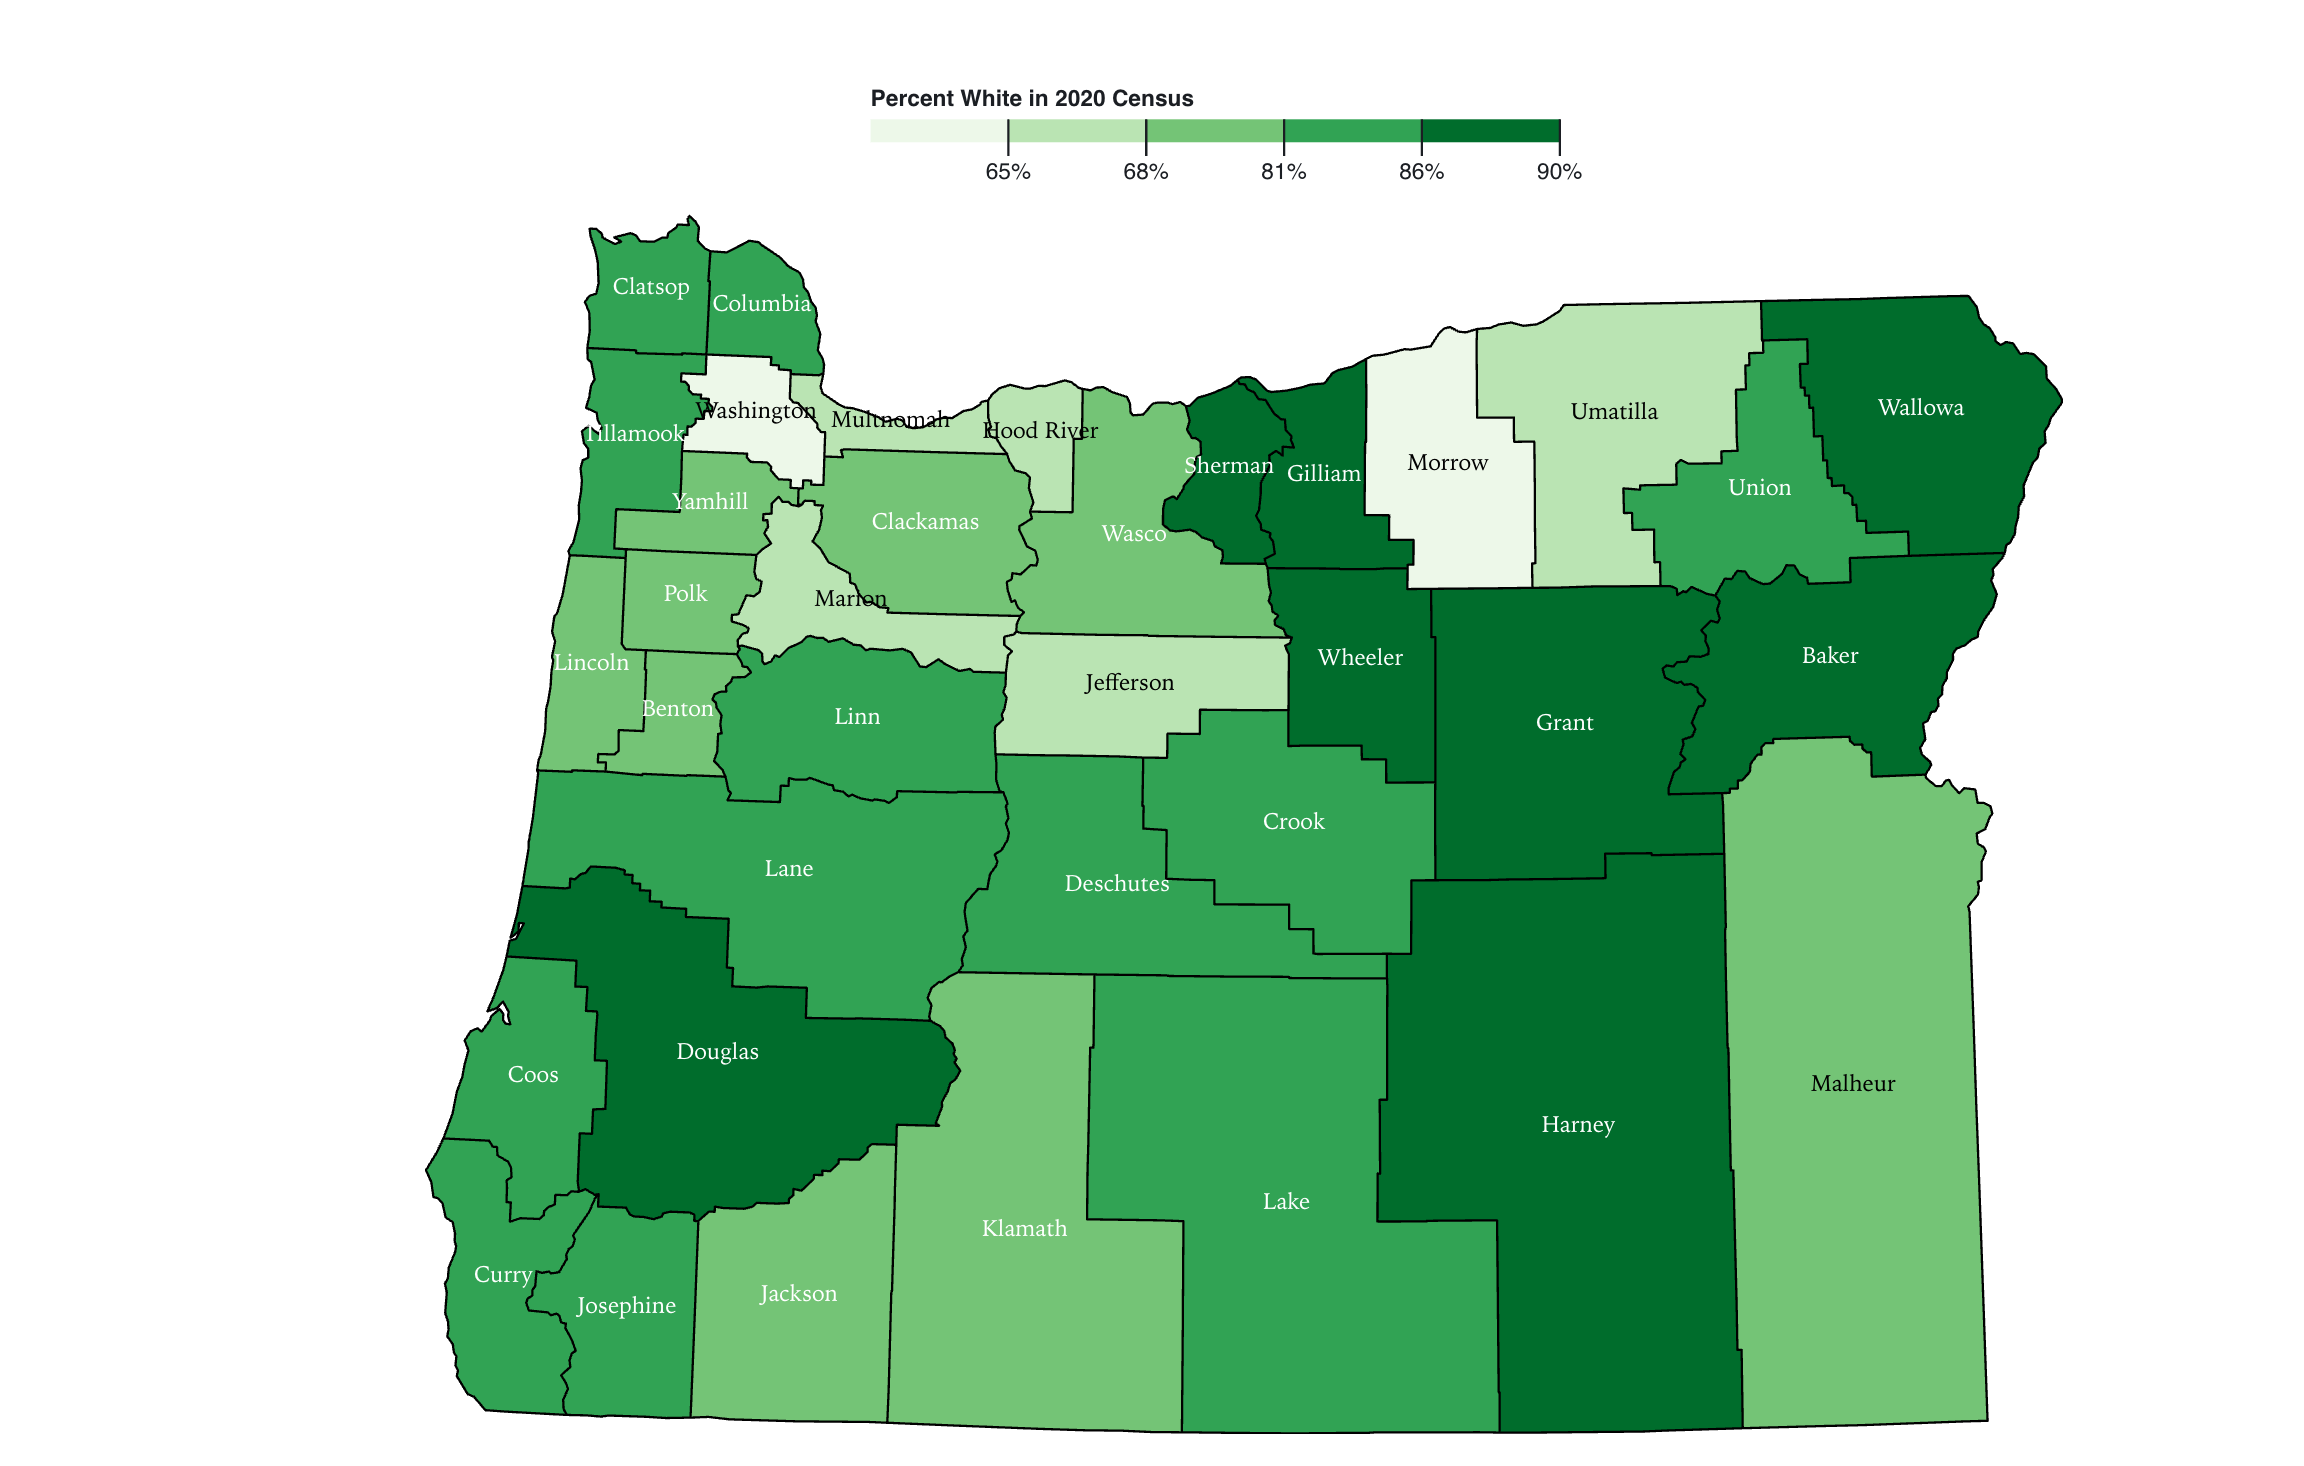 Percent White in 2020 Census
65% 68% 81% 86% 90%
Clatsop
Columbia
Washington
Multnomah
Hood River
Tillamook
Umatilla
Wallowa
Sherman
Gilliam
Morrow
Union
Yamhill
Clackamas
Wasco
Polk
Marion
Lincoln
Jefferson
Wheeler
Baker
Benton
Linn
Grant
Crook
Lane
Deschutes
Douglas
Coos
Malheur
Harney
Lake
Klamath
Curry
Josephine
Jackson